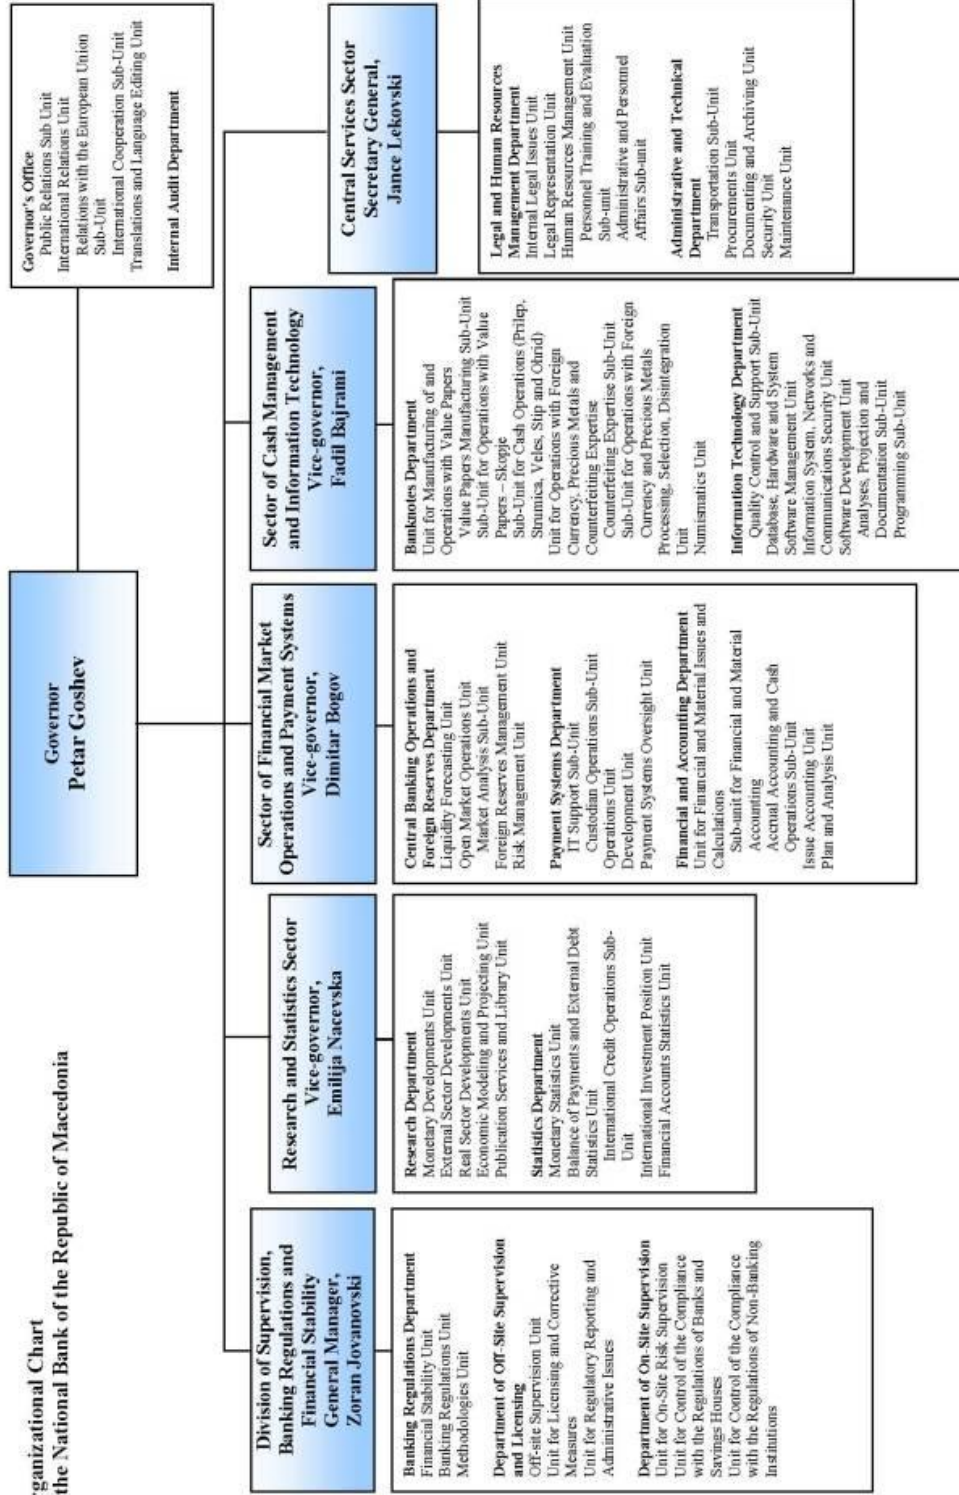 rganizational Chart
the National Bank of the Republic of Macedonia
Governor
Petar Goshev
Governor's Office
Public Relations Sub Unit
International Relations Unit
Relations with the European Union
Sub-Unit
International Cooperation Sub-Unit
Translations and Language Editing Unit
Internal Audit Department
Division of Supervision,
Banking Regulations and
Financial Stability
General Manager,
Zoran Jovanovski
Banking Regulations Department
Financial Stability Unit
Banking Regulations Unit
Methodologies Unit
Department of Off-Site Supervision
and Licensing
Off-site Supervision Unit
Unit for Licensing and Corrective
Measures
Unit for Regulatory Reporting and
Administrative Issues
Department of On-Site Supervision
Unit for On-Site Risk Supervision
Unit for Control of the Compliance
with the Regulations of Banks and
Savings Houses
Unit for Control of the Compliance
with the Regulations of Non-Banking
Institutions
Research and Statistics Sector
Vice-governor,
Emilija Nacevska
Research Department
Monetary Developments Unit
External Sector Developments Unit
Real Sector Developments Unit
Economic Modeling and Projecting Unit
Publication Services and Library Unit
Statistics Department
Monetary Statistics Unit
Balance of Payments and External Debt
Statistics Unit
International Credit Operations Sub-
Unit
International Investment Position Unit
Financial Accounts Statistics Unit
Sector of Financial Market
Operations and Payment Systems
Vice-governor,
Dimitar Bogov
Central Banking Operations and
Foreign Reserves Department
Liquidity Forecasting Unit
Open Market Operations Unit
Market Analysis Sub-Unit
Foreign Reserves Management Unit
Risk Management Unit
Payment Systems Department
IT Support Sub-Unit
Custodian Operations Sub-Unit
Operations Unit
Development Unit
Payment Systems Oversight Unit
Financial and Accounting Department
Unit for Financial and Material Issues and
Calculations
Sub-unit for Financial and Material
Accounting
Accrual Accounting and Cash
Operations Sub-Unit
Issue Accounting Unit
Plan and Analysis Unit
Sector of Cash Management
and Information Technology
Vice-governor,
Fadil Bajrami
Banknotes Department
Unit for Manufacturing of and
Operations with Value Papers
Value Papers Manufacturing Sub-Unit
Sub-Unit for Operations with Value
Papers – Skopje
Sub-Unit for Cash Operations (Prilep,
Strumica, Veles, Stip and Ohrid)
Unit for Operations with Foreign
Currency, Precious Metals and
Counterfeiting Expertise
Counterfeiting Expertise Sub-Unit
Sub-Unit for Operations with Foreign
Currency and Precious Metals
Processing, Selection, Disintegration
Unit
Numismatics Unit
Information Technology Department
Quality Control and Support Sub-Unit
Database, Hardware and System
Software Management Unit
Information System, Networks and
Communications Security Unit
Software Development Unit
Analyses, Projection and
Documentation Sub-Unit
Programming Sub-Unit
Central Services Sector
Secretary General,
Jance Lekovski
Legal and Human Resources
Management Department
Internal Legal Issues Unit
Legal Representation Unit
Human Resources Management Unit
Personnel Training and Evaluation
Sub-unit
Administrative and Personnel
Affairs Sub-unit
Administrative and Technical
Department
Transportation Sub-Unit
Procurements Unit
Documenting and Archiving Unit
Security Unit
Maintenance Unit